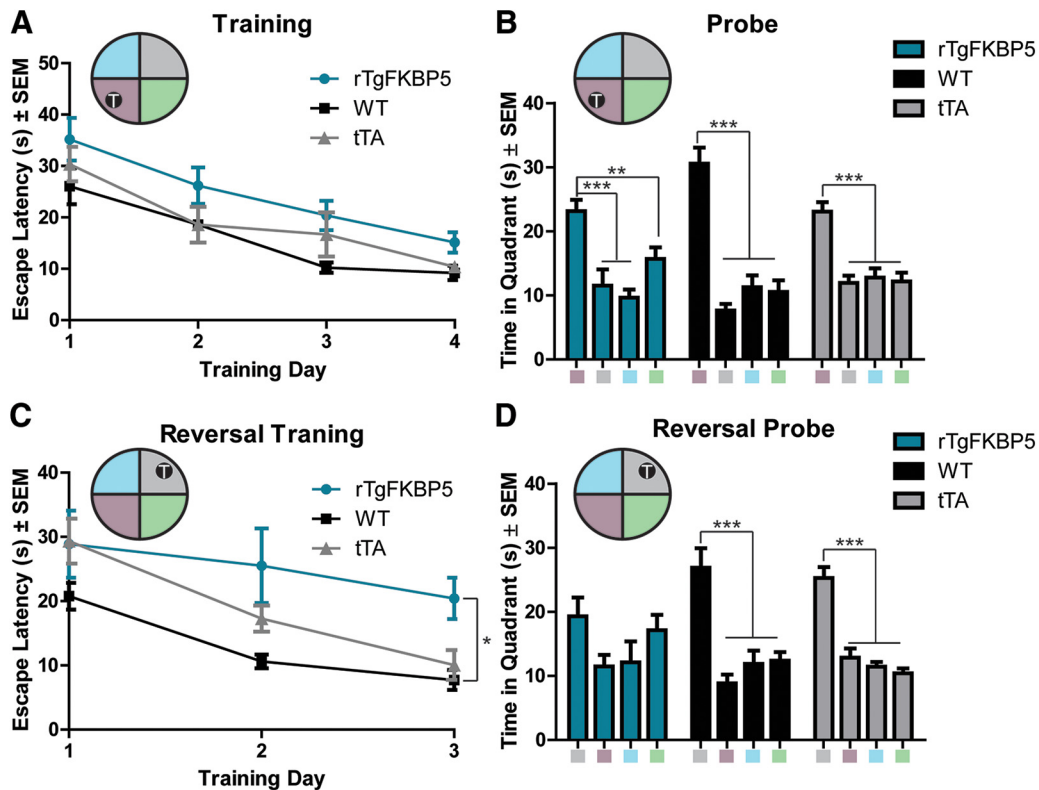 A
Training
T
rTgFKBP5
WT
tTA
Escape Latency (s) ± SEM
50
40
30
20
10
0
1
2
3
4
Training Day
B
Probe
T
rTgFKBP5
WT
tTA
Time in Quadrant (s) ± SEM
40
30
20
10
0
***
**
***
***
C
Reversal Traning
T
rTgFKBP5
WT
tTA
Escape Latency (s) ± SEM
40
30
20
10
0
*
1
2
3
Training Day
D
Reversal Probe
T
rTgFKBP5
WT
tTA
Time in Quadrant (s) ± SEM
40
30
20
10
0
***
***